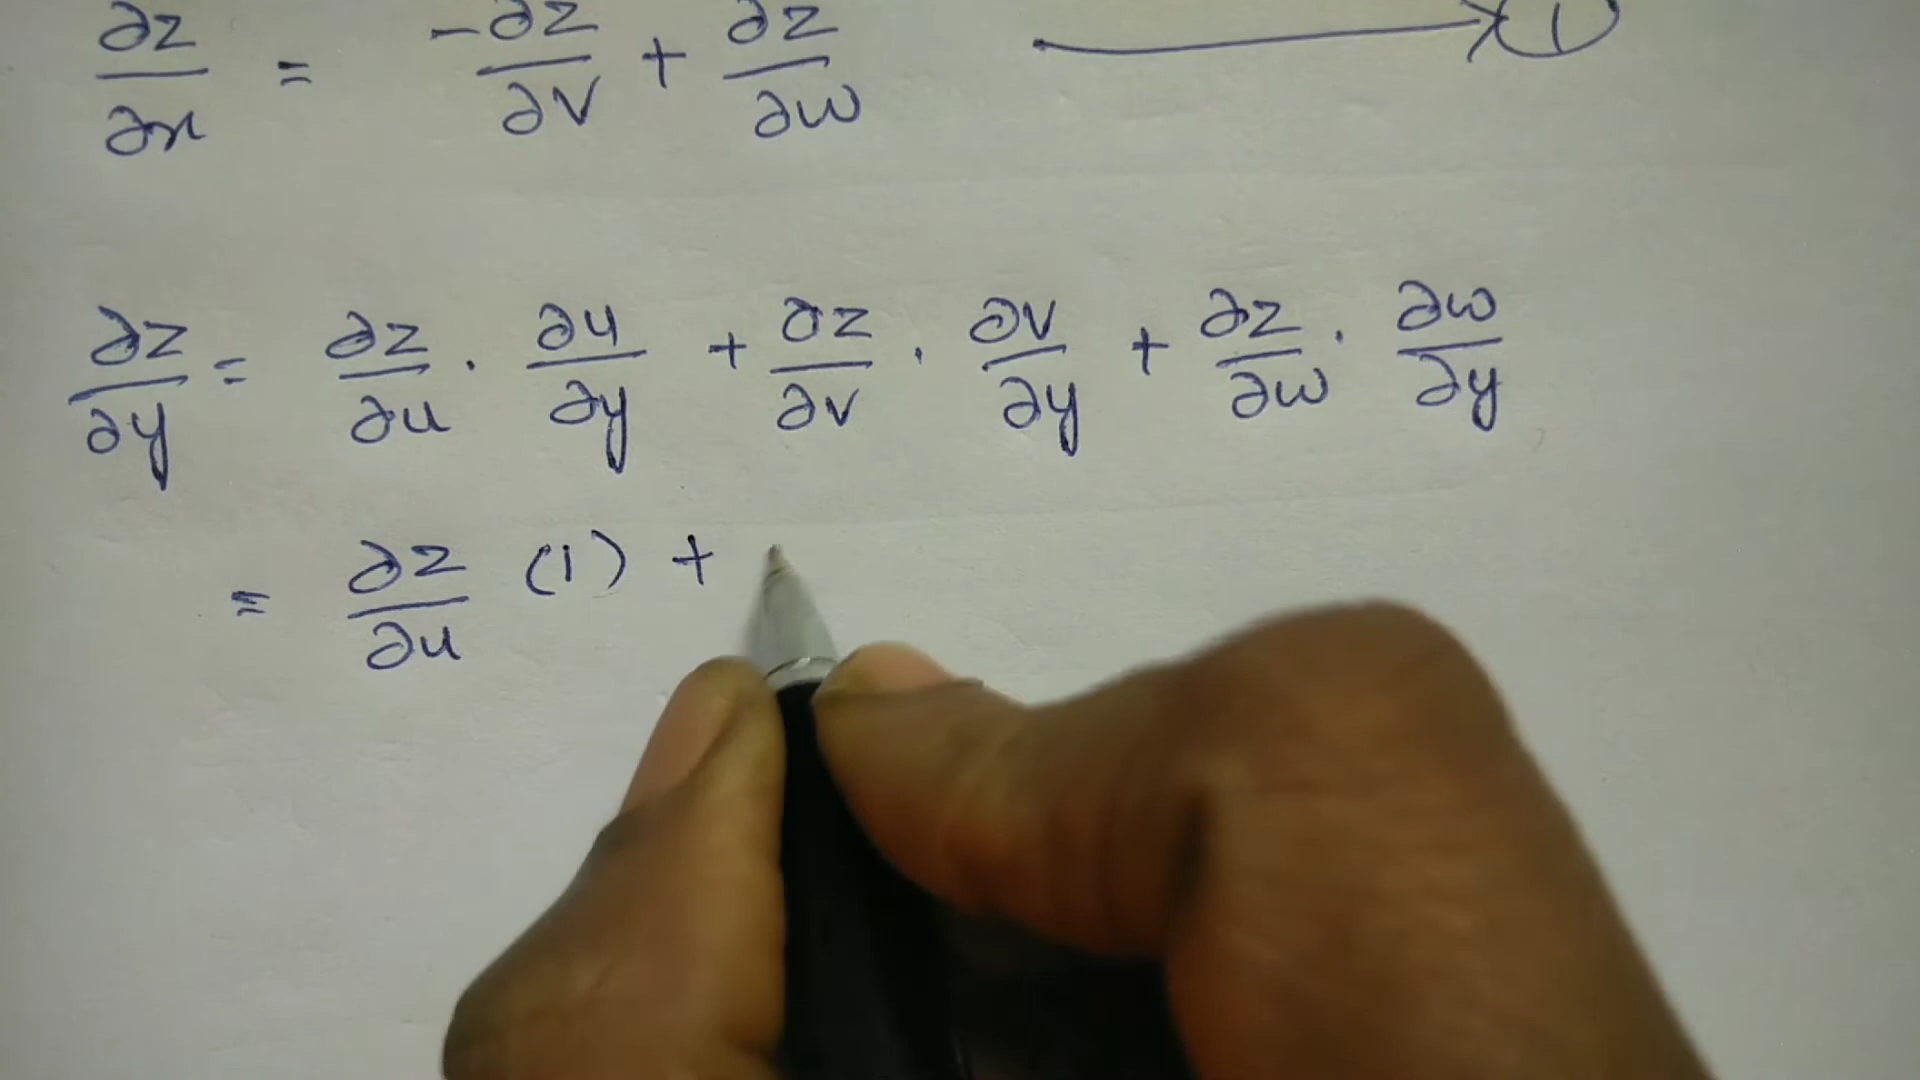 ∂z/∂x = -∂z/∂v + ∂z/∂w → ①
∂z/∂y = ∂z/∂u . ∂u/∂y + ∂z/∂v . ∂v/∂y + ∂z/∂w . ∂w/∂y
= ∂z/∂u (1) +